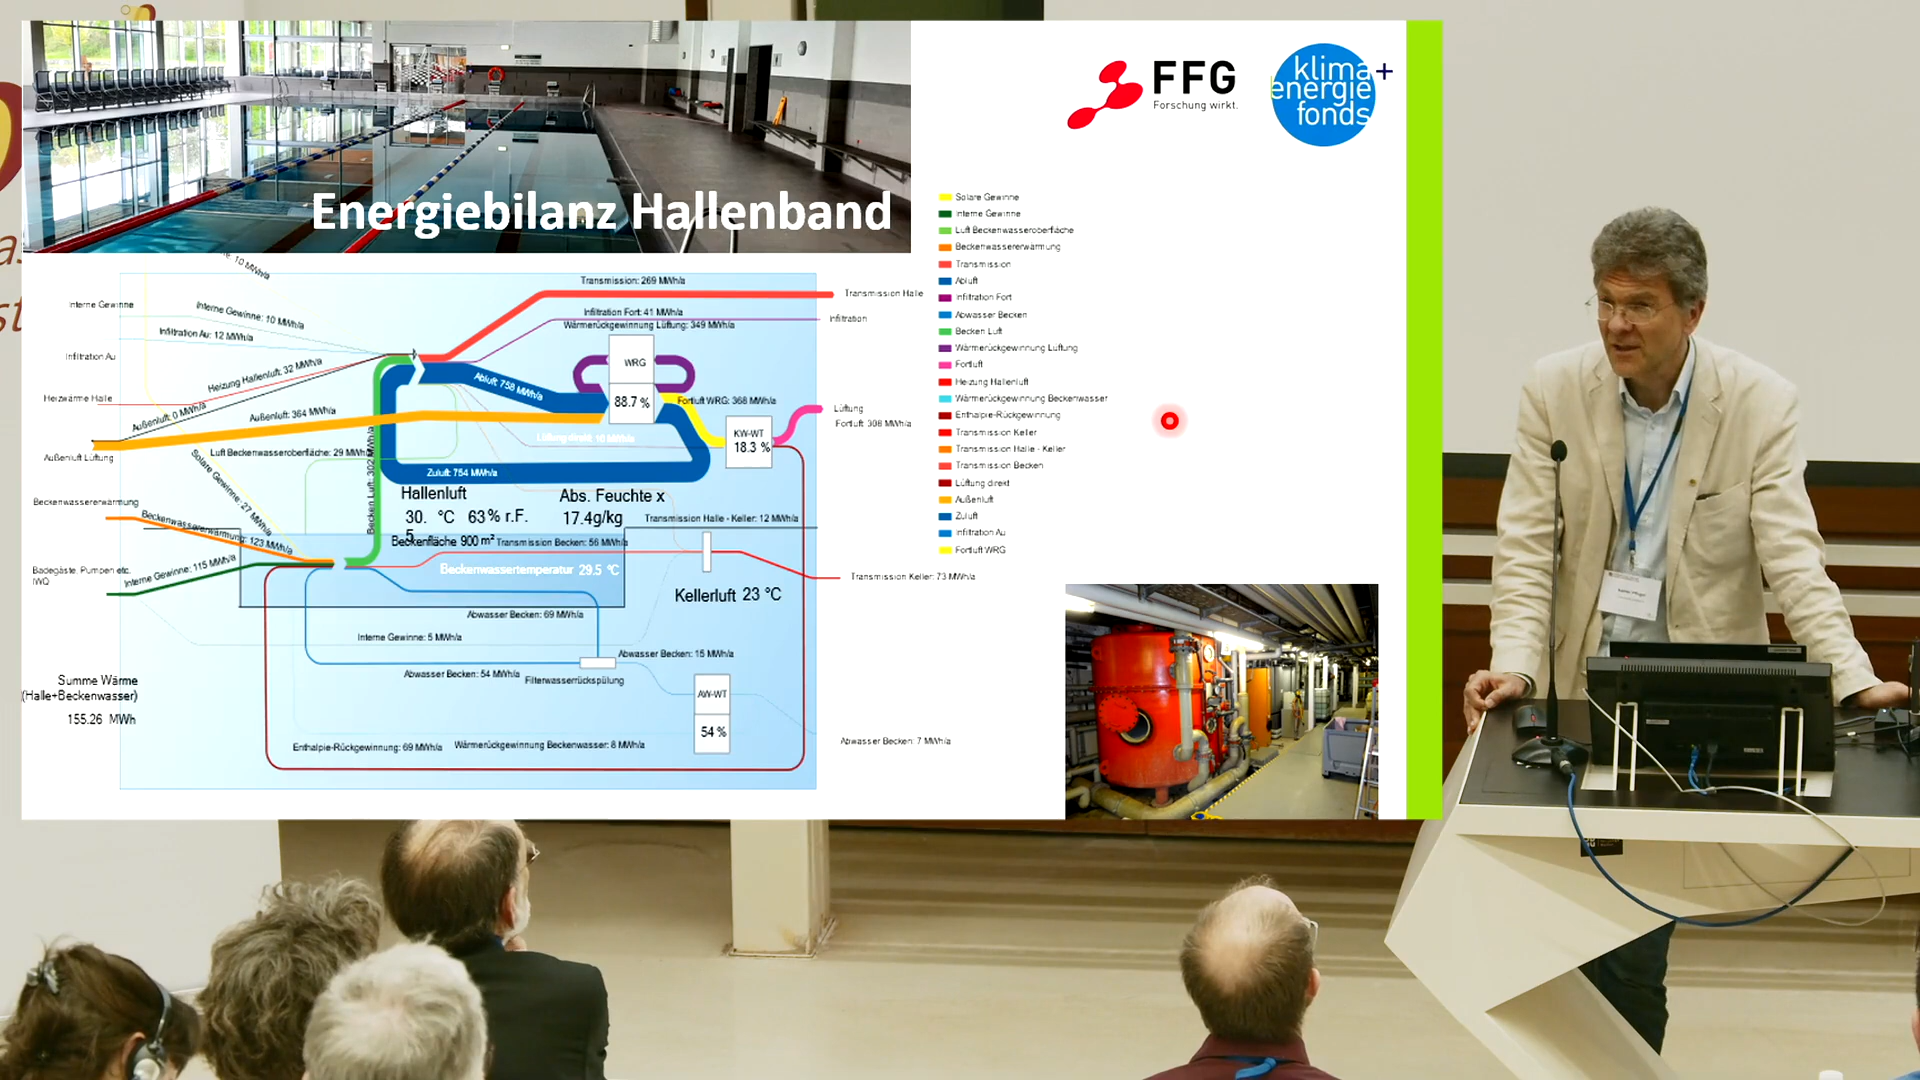 Energiebilanz Hallenband
FFG
Forschung wirkt.
klima+
energie
fonds
Solare Gewinne
Interne Gewinne
Luft Beckenwasseroberfläche
Beckenwassererwärmung
Transmission
Abluft
Infiltration Fort
Abwasser Becken
Becken Luft
Wärmerückgewinnung Lüftung
Fortluft
Heizung Hallenluft
Wärmerückgewinnung Beckenwasser
Enthalpie-Rückgewinnung
Transmission Keller
Transmission Halle - Keller
Transmission Becken
Lüftung direkt
Außenluft
Zuluft
Infiltration Au
Fortluft WRG
10 MWh/a
Transmission: 269 MWh/a
Transmission Halle
Interne Gewinne
Interne Gewinne: 10 MWh/a
Infiltration Fort: 41 MWh/a
Infiltration
Wärmerückgewinnung Lüftung: 349 MWh/a
Infiltration Au: 12 MWh/a
Infiltration Au
WRG
Heizung Hallenluft: 32 MWh/a
Abluft: 758 MWh/a
Heizwärme Halle
88.7 %
Fortluft WRG: 368 MWh/a
Lüftung
Fortluft: 308 MWh/a
Außenluft: 0 MWh/a
Außenluft: 364 MWh/a
KW-WT
18.3 %
Lüftung direkt: 10 MWh/a
Außenluft Lüftung
Luft Beckenwasseroberfläche: 29 MWh/a
Becken Luft: 302 MWh/a
Zuluft: 754 MWh/a
Solare Gewinne: 27 MWh/a
Hallenluft
30. °C 63% r.F.
5
Abs. Feuchte x
17.4g/kg
Beckenwassererwärmung
Beckenwassererwärmung: 123 MWh/a
Transmission Halle - Keller: 12 MWh/a
Beckenfläche 900 m²
Transmission Becken: 56 MWh/a
Badegäste, Pumpen etc.
IWQ
Interne Gewinne: 115 MWh/a
Beckenwassertemperatur 29.5 °C
Transmission Keller: 73 MWh/a
Kellerluft 23 °C
Abwasser Becken: 69 MWh/a
Interne Gewinne: 5 MWh/a
Abwasser Becken: 15 MWh/a
Abwasser Becken: 54 MWh/a
Filterwasserrückspülung
Summe Wärme
(Halle+Beckenwasser)
155.26 MWh
AW-WT
54 %
Enthalpie-Rückgewinnung: 69 MWh/a
Wärmerückgewinnung Beckenwasser: 8 MWh/a
Abwasser Becken: 7 MWh/a